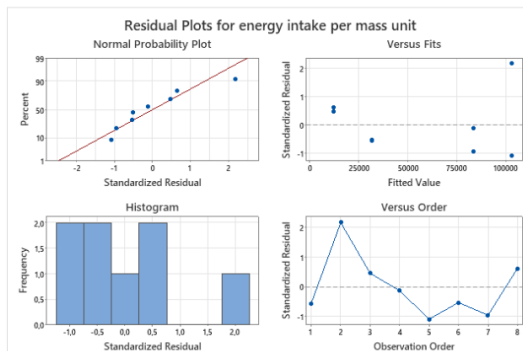 Residual Plots for energy intake per mass unit
Normal Probability Plot
99
90
50
10
1
Percent
-2 -1 0 1 2
Standardized Residual
Versus Fits
2
1
0
-1
Standardized Residual
0 25000 50000 75000 100000
Fitted Value
Histogram
2,0
1,5
1,0
0,5
0,0
Frequency
-1,0 -0,5 0,0 0,5 1,0 1,5 2,0
Standardized Residual
Versus Order
2
1
0
-1
Standardized Residual
1 2 3 4 5 6 7 8
Observation Order